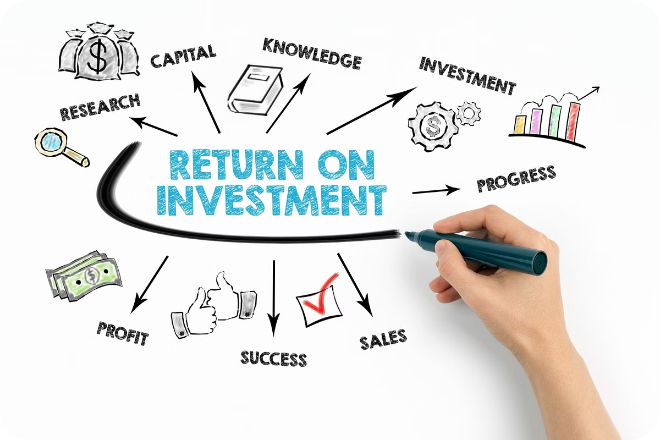 CAPITAL
KNOWLEDGE
INVESTMENT
RESEARCH
$
RETURN ON
INVESTMENT
PROGRESS
PROFIT
SUCCESS
SALES